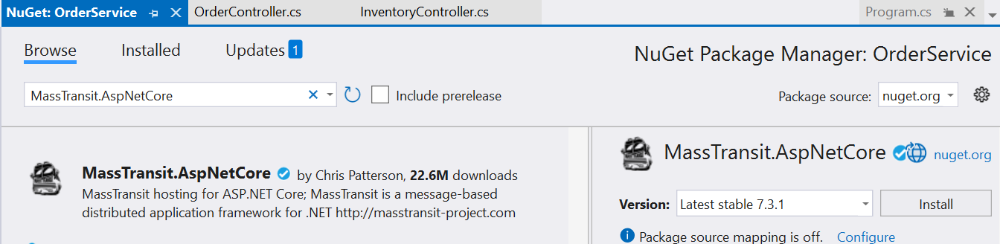 NuGet: OrderService OrderController.cs InventoryController.cs Program.cs
Browse Installed Updates 1 NuGet Package Manager: OrderService
MassTransit.AspNetCore Include prerelease Package source: nuget.org
MassTransit.AspNetCore by Chris Patterson, 22.6M downloads
MassTransit hosting for ASP.NET Core; MassTransit is a message-based
distributed application framework for .NET http://masstransit-project.com
MassTransit.AspNetCore nuget.org
Version: Latest stable 7.3.1 Install
Package source mapping is off. Configure